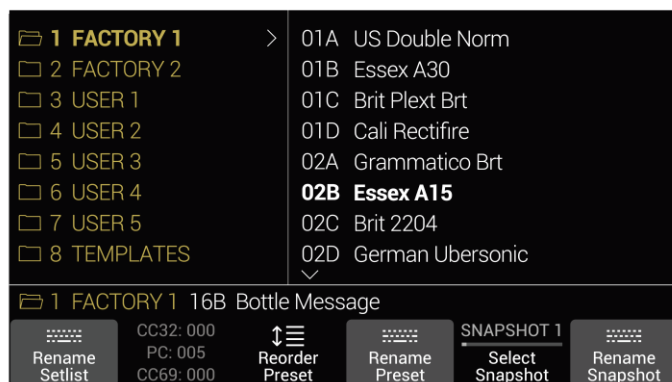 1 FACTORY 1 >
2 FACTORY 2
3 USER 1
4 USER 2
5 USER 3
6 USER 4
7 USER 5
8 TEMPLATES
01A US Double Norm
01B Essex A30
01C Brit Plext Brt
01D Cali Rectifire
02A Grammatico Brt
02B Essex A15
02C Brit 2204
02D German Ubersonic
1 FACTORY 1 16B Bottle Message
Rename
Setlist
CC32: 000
PC: 005
CC69: 000
Reorder
Preset
Rename
Preset
SNAPSHOT 1
Select
Snapshot
Rename
Snapshot